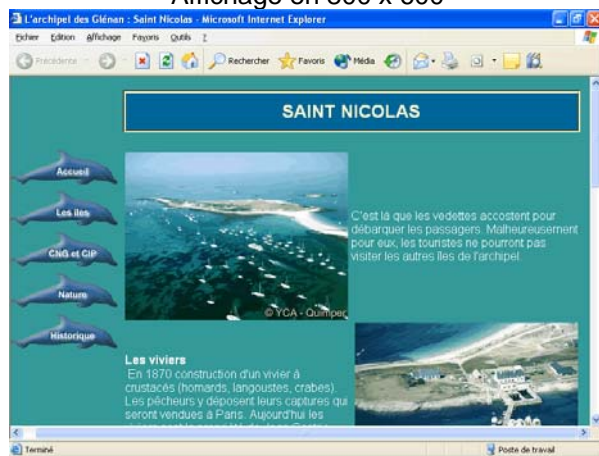 Affichage en 800 x 600
L'archipel des Glénan : Saint Nicolas - Microsoft Internet Explorer
Fichier Edition Affichage Favoris Outils ?
Précédente Rechercher Favoris Média
SAINT NICOLAS
Accueil
Les îles
CNG et CIP
Nature
Historique
C'est là que les vedettes accostent pour
débarquer les passagers. Malheureusement
pour eux, les touristes ne pourront pas
visiter les autres îles de l'archipel.
© YCA - Quimper
Les viviers
En 1870 construction d'un vivier à
crustacés (homards, langoustes, crabes).
Les pêcheurs y déposent leurs captures qui
seront vendues à Paris. Aujourd'hui les
Terminé
Poste de travail